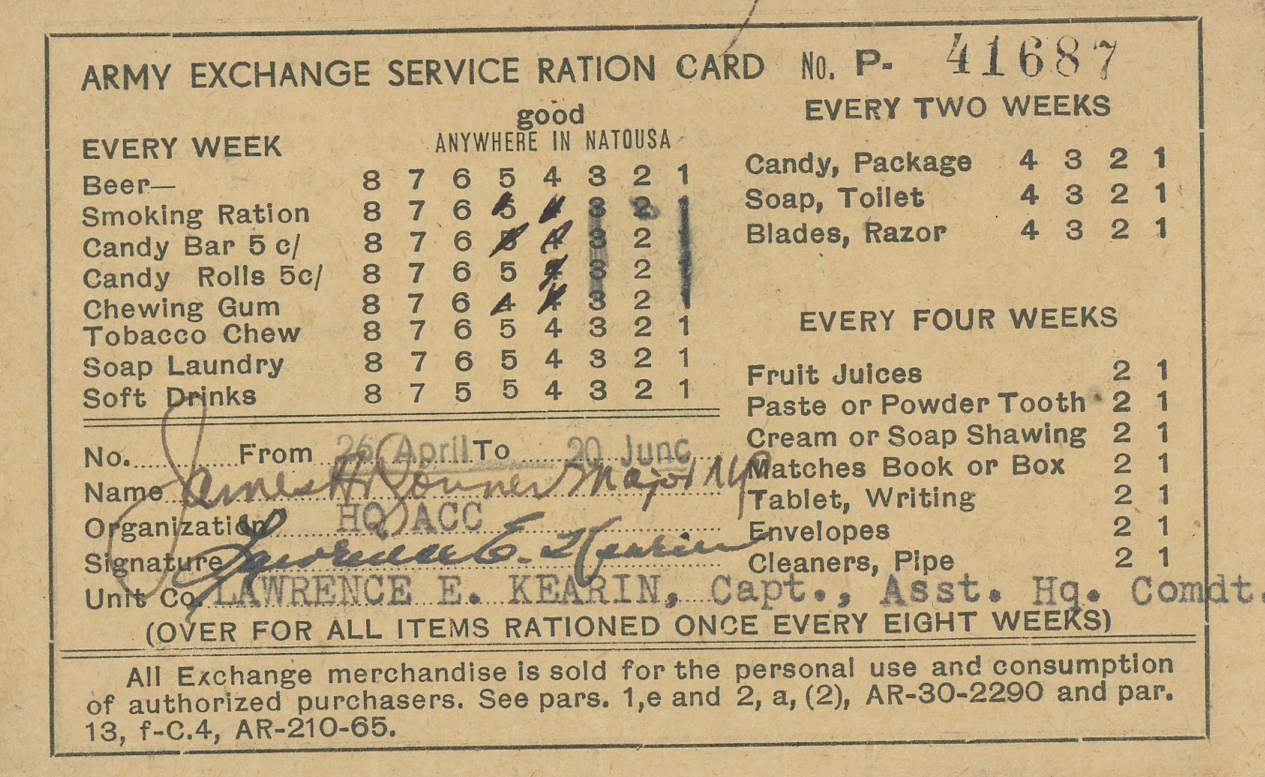 ARMY EXCHANGE SERVICE RATION CARD No. P- 41687
good
ANYWHERE IN NATOUSA
EVERY WEEK
Beer— 8 7 6 5 4 3 2 1
Smoking Ration 8 7 6 5 4 3 2 1
Candy Bar 5 c/ 8 7 6 5 4 3 2 1
Candy Rolls 5c/ 8 7 6 5 4 3 2 1
Chewing Gum 8 7 6 4 4 3 2 1
Tobacco Chew 8 7 6 5 4 3 2 1
Soap Laundry 8 7 6 5 4 3 2 1
Soft Drinks 8 7 5 5 4 3 2 1
EVERY TWO WEEKS
Candy, Package 4 3 2 1
Soap, Toilet 4 3 2 1
Blades, Razor 4 3 2 1
EVERY FOUR WEEKS
Fruit Juices 2 1
Paste or Powder Tooth 2 1
Cream or Soap Shawing 2 1
Matches Book or Box 2 1
Tablet, Writing 2 1
Envelopes 2 1
Cleaners, Pipe 2 1
No. From 26 April To 20 June
Name James H Major
Organization HQ ACC
Signature Lawrence E. Kearin
Unit Co. LAWRENCE E. KEARIN, Capt., Asst. Hq. Comdt.
(OVER FOR ALL ITEMS RATIONED ONCE EVERY EIGHT WEEKS)
All Exchange merchandise is sold for the personal use and consumption
of authorized purchasers. See pars. 1,e and 2, a, (2), AR-30-2290 and par.
13, f-C.4, AR-210-65.